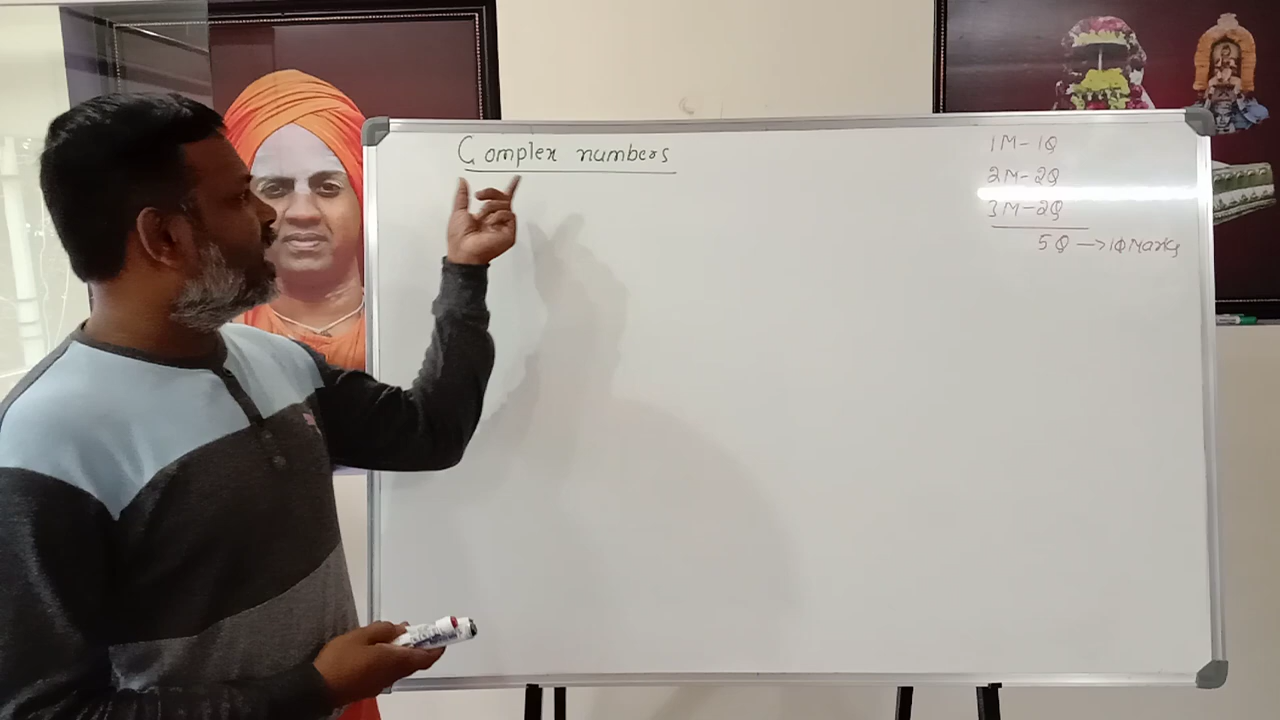 Complex numbers
1M-1Q
2M-2Q
3M-2Q
5Q → 10 Marks